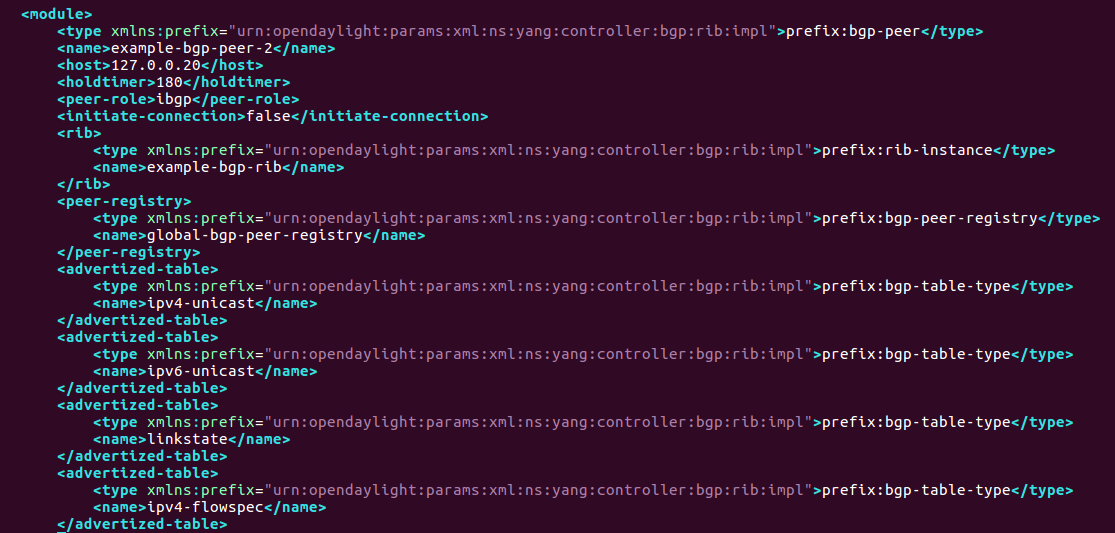 <module>
<type xmlns:prefix="urn:opendaylight:params:xml:ns:yang:controller:bgp:rib:impl">prefix:bgp-peer</type>
<name>example-bgp-peer-2</name>
<host>127.0.0.20</host>
<holdtimer>180</holdtimer>
<peer-role>ibgp</peer-role>
<initiate-connection>false</initiate-connection>
<rib>
<type xmlns:prefix="urn:opendaylight:params:xml:ns:yang:controller:bgp:rib:impl">prefix:rib-instance</type>
<name>example-bgp-rib</name>
</rib>
<peer-registry>
<type xmlns:prefix="urn:opendaylight:params:xml:ns:yang:controller:bgp:rib:impl">prefix:bgp-peer-registry</type>
<name>global-bgp-peer-registry</name>
</peer-registry>
<advertized-table>
<type xmlns:prefix="urn:opendaylight:params:xml:ns:yang:controller:bgp:rib:impl">prefix:bgp-table-type</type>
<name>ipv4-unicast</name>
</advertized-table>
<advertized-table>
<type xmlns:prefix="urn:opendaylight:params:xml:ns:yang:controller:bgp:rib:impl">prefix:bgp-table-type</type>
<name>ipv6-unicast</name>
</advertized-table>
<advertized-table>
<type xmlns:prefix="urn:opendaylight:params:xml:ns:yang:controller:bgp:rib:impl">prefix:bgp-table-type</type>
<name>linkstate</name>
</advertized-table>
<advertized-table>
<type xmlns:prefix="urn:opendaylight:params:xml:ns:yang:controller:bgp:rib:impl">prefix:bgp-table-type</type>
<name>ipv4-flowspec</name>
</advertized-table>